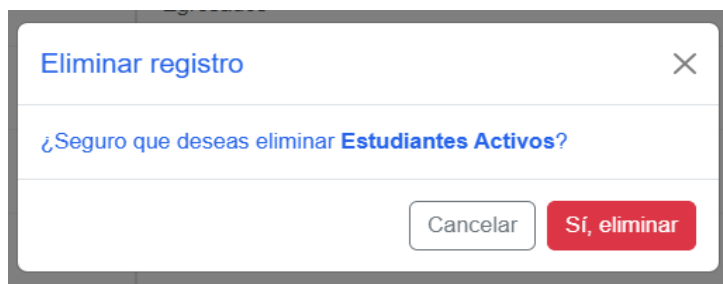 Eliminar registro
¿Seguro que deseas eliminar Estudiantes Activos?
Cancelar
Sí, eliminar